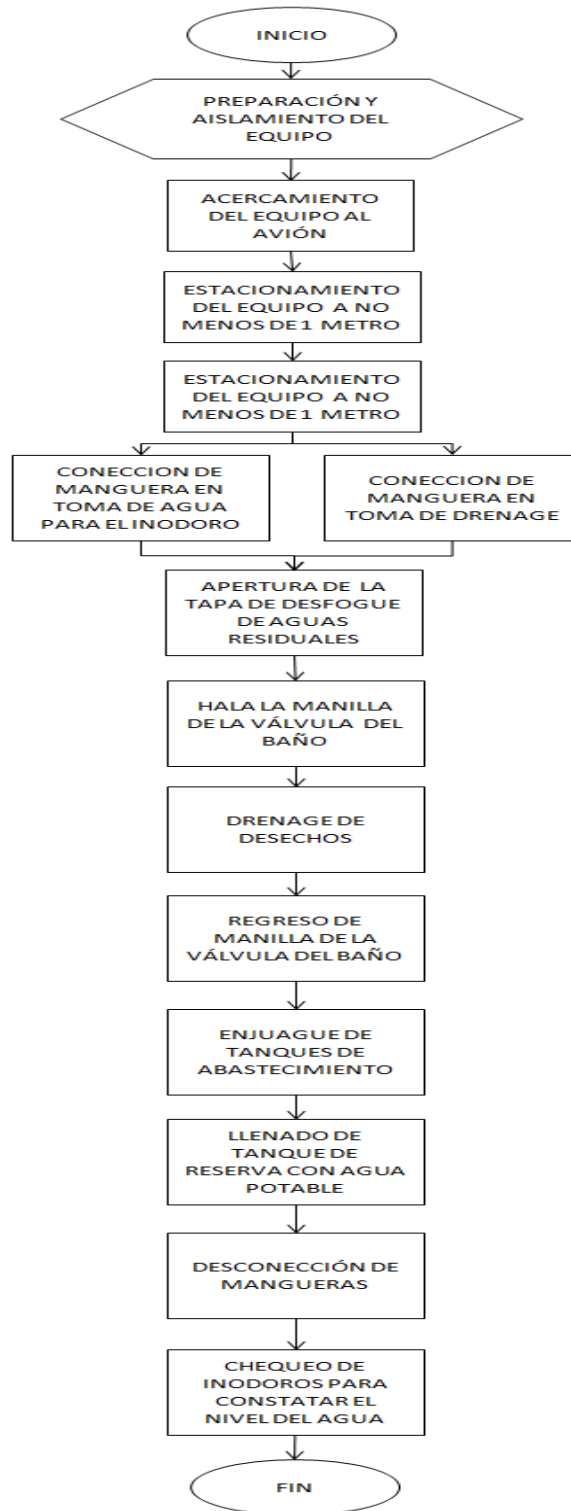 INICIO
PREPARACIÓN Y
AISLAMIENTO DEL
EQUIPO
ACERCAMIENTO
DEL EQUIPO AL
AVIÓN
ESTACIONAMIENTO
DEL EQUIPO A NO
MENOS DE 1 METRO
ESTACIONAMIENTO
DEL EQUIPO A NO
MENOS DE 1 METRO
CONECCION DE
MANGUERA EN
TOMA DE AGUA
PARA EL INODORO
CONECCION DE
MANGUERA EN
TOMA DE DRENAGE
APERTURA DE LA
TAPA DE DESFOGUE
DE AGUAS
RESIDUALES
HALA LA MANILLA
DE LA VÁLVULA DEL
BAÑO
DRENAGE DE
DESECHOS
REGRESO DE
MANILLA DE LA
VÁLVULA DEL BAÑO
ENJUAGUE DE
TANQUES DE
ABASTECIMIENTO
LLENADO DE
TANQUE DE
RESERVA CON AGUA
POTABLE
DESCONECCIÓN DE
MANGUERAS
CHEQUEO DE
INODOROS PARA
CONSTATAR EL
NIVEL DEL AGUA
FIN